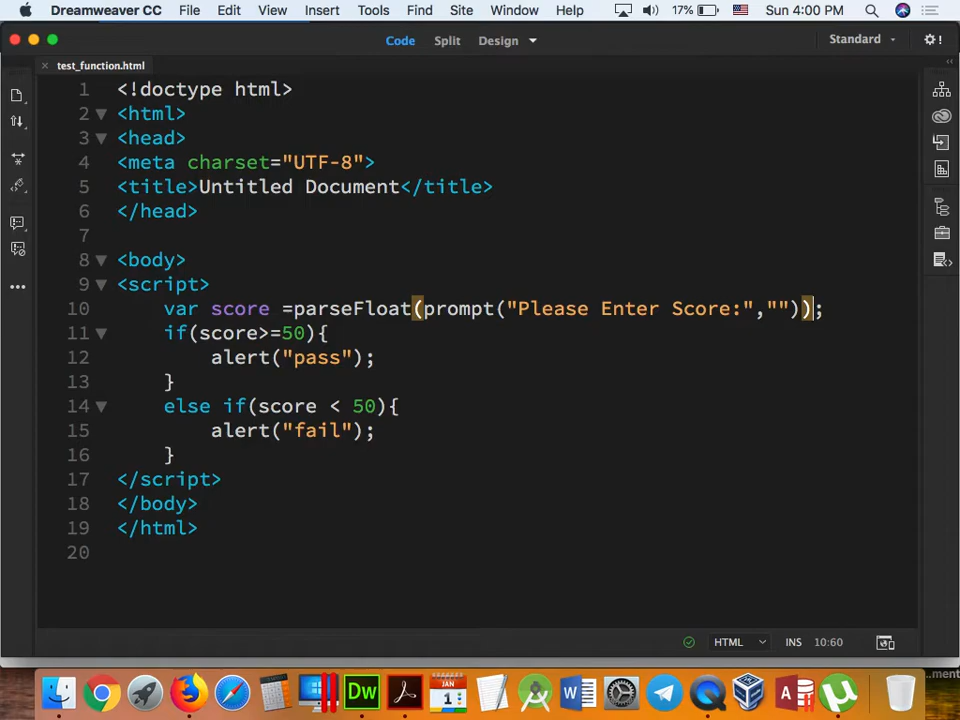 Dreamweaver CC File Edit View Insert Tools Find Site Window Help 17% Sun 4:00 PM
Code Split Design Standard
test_function.html
1 <!doctype html>
2 <html>
3 <head>
4 <meta charset="UTF-8">
5 <title>Untitled Document</title>
6 </head>
7
8 <body>
9 <script>
10 var score =parseFloat(prompt("Please Enter Score:",""));
11 if(score>=50){
12 alert("pass");
13 }
14 else if(score < 50){
15 alert("fail");
16 }
17 </script>
18 </body>
19 </html>
20
HTML INS 10:60
Dw JAN 1 W A
...ment